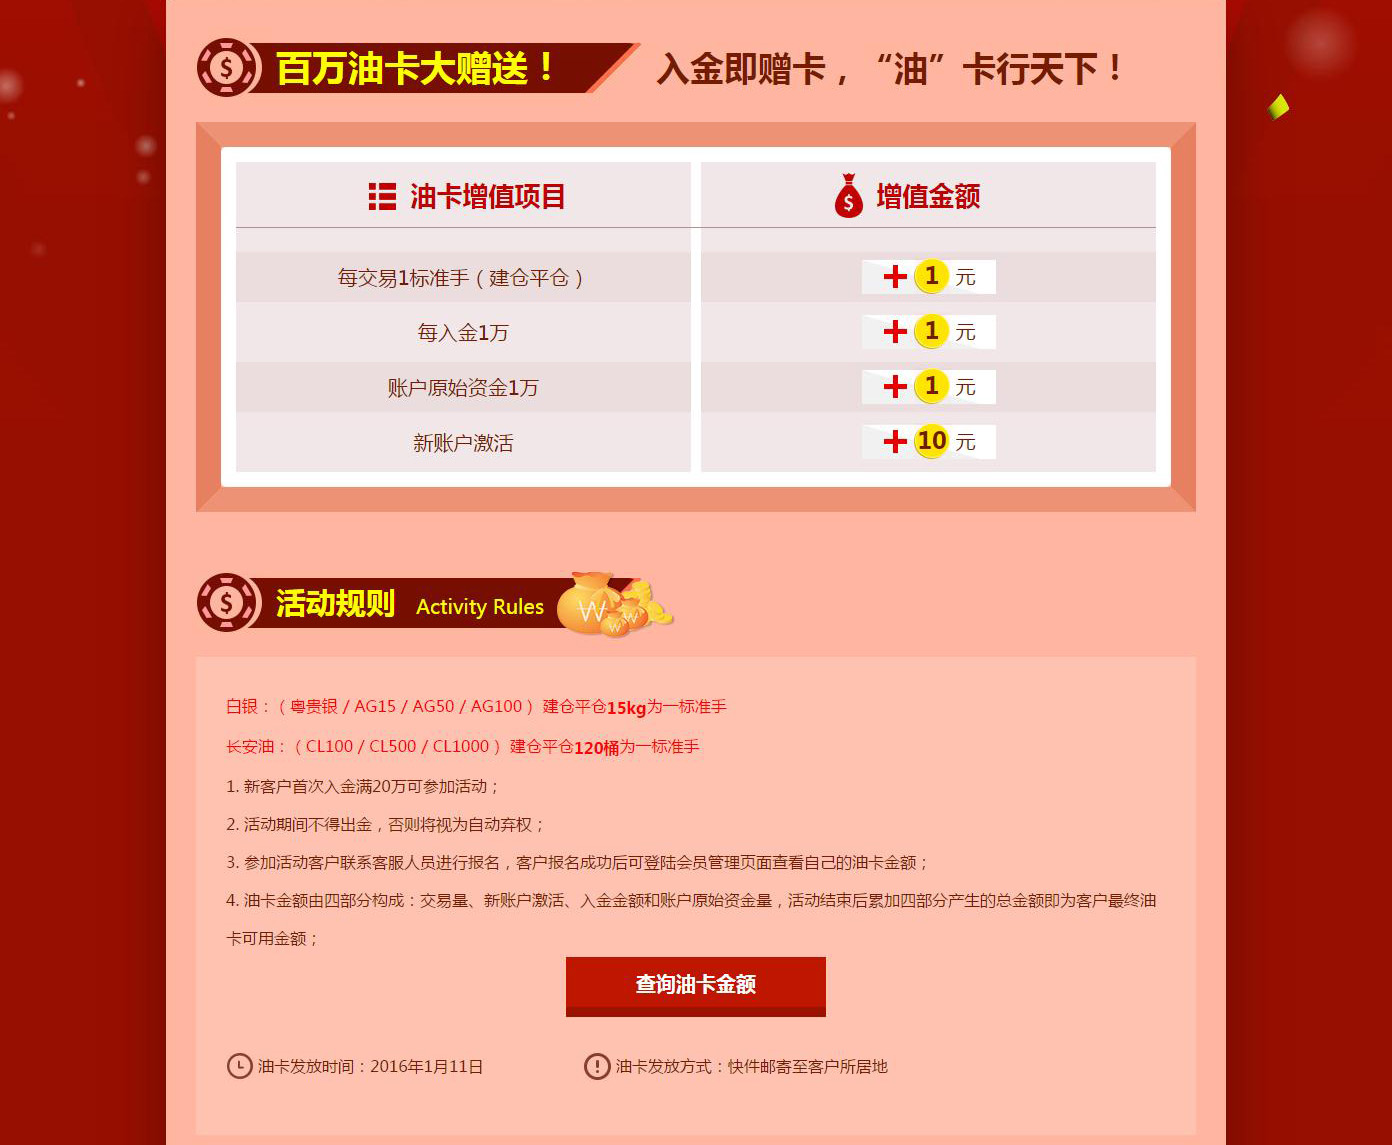 百万油卡大赠送！ 入金即赠卡，“油”卡行天下！
油卡增值项目 增值金额
每交易1标准手（建仓平仓） + 1 元
每入金1万 + 1 元
账户原始资金1万 + 1 元
新账户激活 + 10 元
活动规则 Activity Rules
白银：（ 粤贵银 / AG15 / AG50 / AG100 ） 建仓平仓15kg为一标准手
长安油：（ CL100 / CL500 / CL1000 ） 建仓平仓120桶为一标准手
1. 新客户首次入金满20万可参加活动；
2. 活动期间不得出金，否则将视为自动弃权；
3. 参加活动客户联系客服人员进行报名，客户报名成功后可登陆会员管理页面查看自己的油卡金额；
4. 油卡金额由四部分构成：交易量、新账户激活、入金金额和账户原始资金量，活动结束后累加四部分产生的总金额即为客户最终油
卡可用金额；
查询油卡金额
油卡发放时间：2016年1月11日 油卡发放方式：快件邮寄至客户所居地